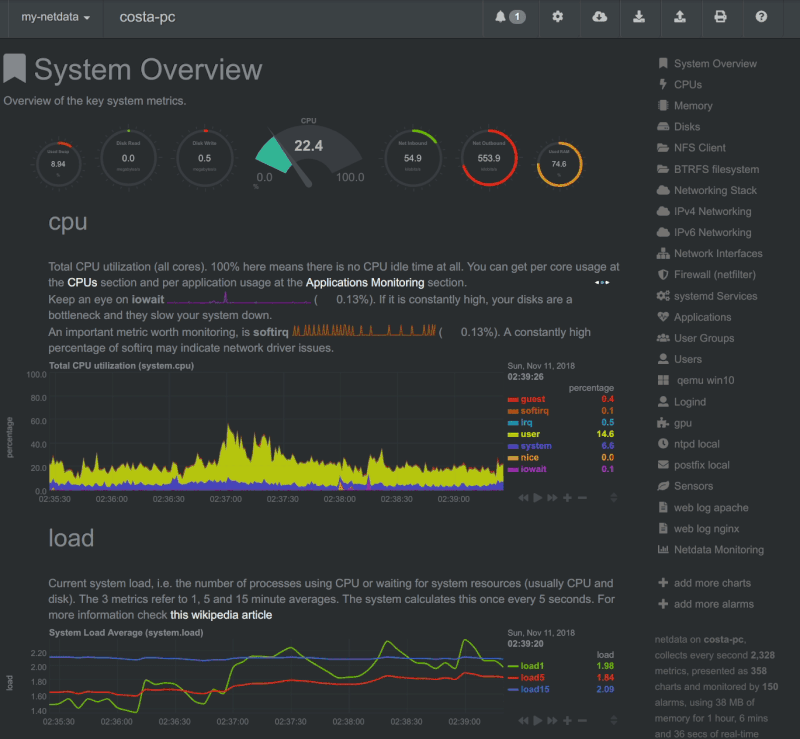 my-netdata
costa-pc
1
System Overview
Overview of the key system metrics.
8.94
%
Disk Read
0.0
Disk Write
0.5
CPU
22.4
0.0
100.0
%
Net Inbound
54.9
Net Outbound
553.9
74.6
%
cpu
Total CPU utilization (all cores). 100% here means there is no CPU idle time at all. You can get per core usage at
the CPUs section and per application usage at the Applications Monitoring section.
Keep an eye on iowait ( 0.13%). If it is constantly high, your disks are a
bottleneck and they slow your system down.
An important metric worth monitoring, is softirq ( 0.13%). A constantly high
percentage of softirq may indicate network driver issues.
Total CPU utilization (system.cpu)
Sun, Nov 11, 2018
02:39:26
percentage
guest 0.4
softirq 0.1
irq 0.5
user 14.6
system 6.6
nice 0.0
iowait 0.1
percentage
100.0
80.0
60.0
40.0
20.0
0.0
02:35:30 02:36:00 02:36:30 02:37:00 02:37:30 02:38:00 02:38:30 02:39:00
load
Current system load, i.e. the number of processes using CPU or waiting for system resources (usually CPU and
disk). The 3 metrics refer to 1, 5 and 15 minute averages. The system calculates this once every 5 seconds. For
more information check this wikipedia article
System Load Average (system.load)
Sun, Nov 11, 2018
02:39:20
load
load1 1.98
load5 1.84
load15 2.09
load
2.20
2.00
1.80
1.60
1.40
02:35:30 02:36:00 02:36:30 02:37:00 02:37:30 02:38:00 02:38:30 02:39:00
System Overview
CPUs
Memory
Disks
NFS Client
BTRFS filesystem
Networking Stack
IPv4 Networking
IPv6 Networking
Network Interfaces
Firewall (netfilter)
systemd Services
Applications
User Groups
Users
qemu win10
Logind
gpu
ntpd local
postfix local
Sensors
web log apache
web log nginx
Netdata Monitoring
add more charts
add more alarms
netdata on costa-pc,
collects every second 2,328
metrics, presented as 358
charts and monitored by 150
alarms, using 38 MB of
memory for 1 hour, 6 mins
and 36 secs of real-time